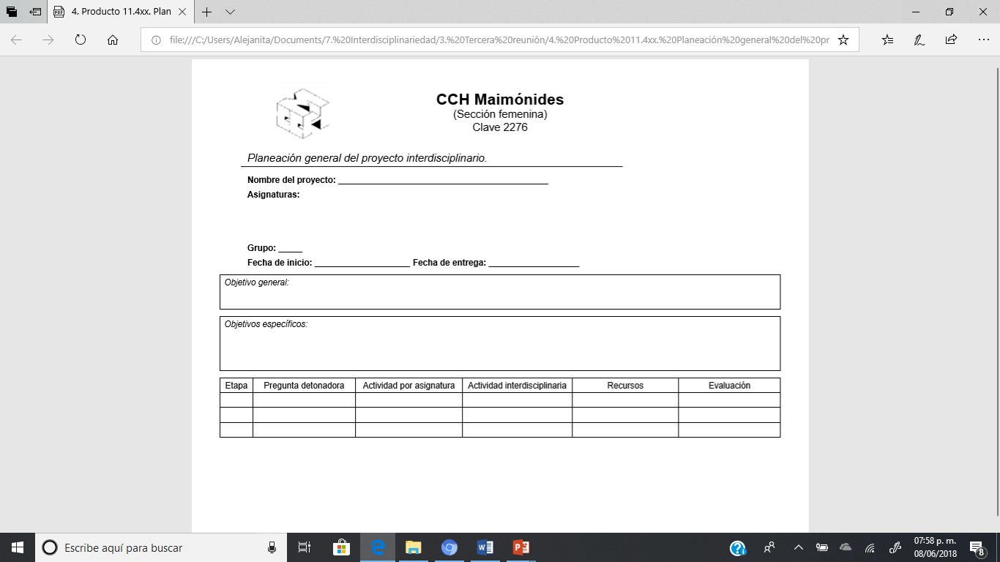 4. Producto 11.4xx. Plan
file:///C:/Users/Alejanita/Documents/7.%20Interdisciplinariedad/3.%20Tercera%20reunión/4.%20Producto%2011.4xx.%20Planeación%20general%20del%20pr
CCH Maimónides
(Sección femenina)
Clave 2276
Planeación general del proyecto interdisciplinario.
Nombre del proyecto: ____________________
Asignaturas:
Grupo: _____
Fecha de inicio: ____________________ Fecha de entrega: ___________________
Objetivo general:
Objetivos específicos:
Etapa Pregunta detonadora Actividad por asignatura Actividad interdisciplinaria Recursos Evaluación
Escribe aquí para buscar
07:58 p. m.
08/06/2018
8